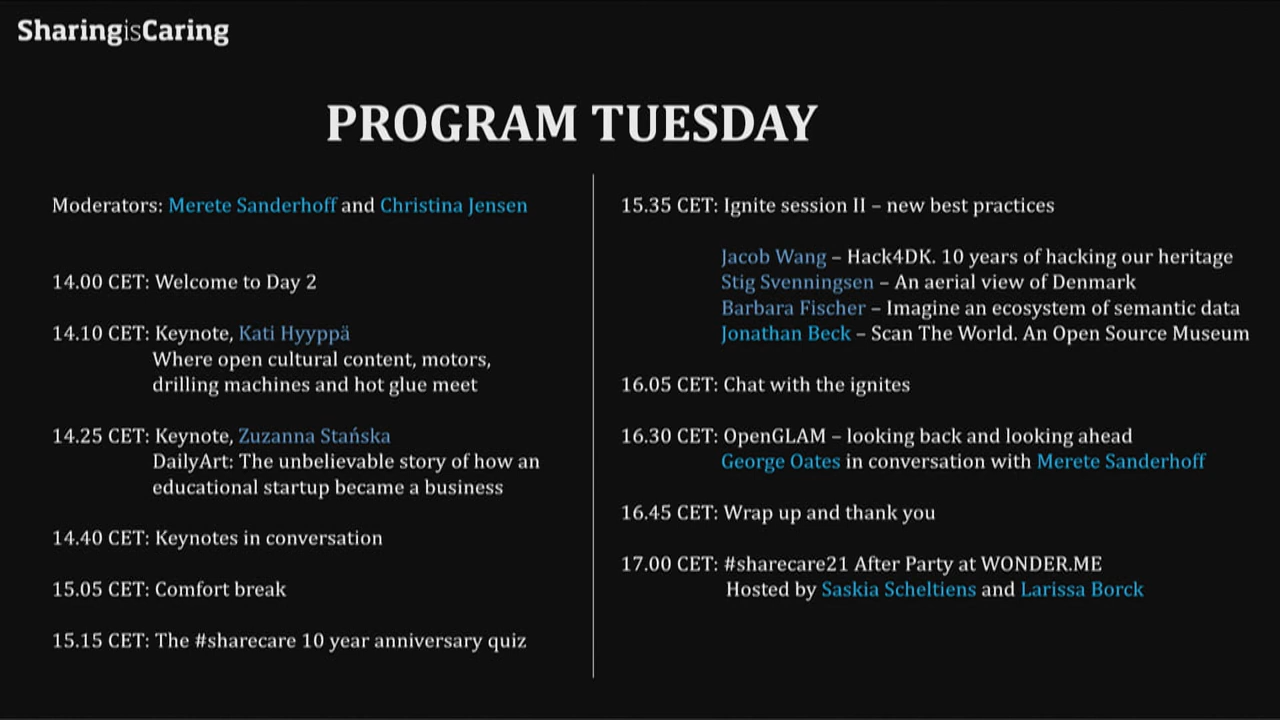 SharingisCaring
PROGRAM TUESDAY
Moderators: Merete Sanderhoff and Christina Jensen
14.00 CET: Welcome to Day 2
14.10 CET: Keynote, Kati Hyyppä
Where open cultural content, motors,
drilling machines and hot glue meet
14.25 CET: Keynote, Zuzanna Stańska
DailyArt: The unbelievable story of how an
educational startup became a business
14.40 CET: Keynotes in conversation
15.05 CET: Comfort break
15.15 CET: The #sharecare 10 year anniversary quiz
15.35 CET: Ignite session II – new best practices
Jacob Wang – Hack4DK. 10 years of hacking our heritage
Stig Svenningsen – An aerial view of Denmark
Barbara Fischer – Imagine an ecosystem of semantic data
Jonathan Beck – Scan The World. An Open Source Museum
16.05 CET: Chat with the ignites
16.30 CET: OpenGLAM – looking back and looking ahead
George Oates in conversation with Merete Sanderhoff
16.45 CET: Wrap up and thank you
17.00 CET: #sharecare21 After Party at WONDER.ME
Hosted by Saskia Scheltiens and Larissa Borck